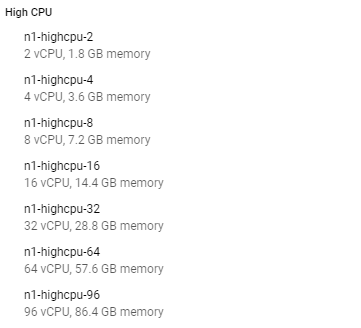 High CPU
n1-highcpu-2
2 vCPU, 1.8 GB memory
n1-highcpu-4
4 vCPU, 3.6 GB memory
n1-highcpu-8
8 vCPU, 7.2 GB memory
n1-highcpu-16
16 vCPU, 14.4 GB memory
n1-highcpu-32
32 vCPU, 28.8 GB memory
n1-highcpu-64
64 vCPU, 57.6 GB memory
n1-highcpu-96
96 vCPU, 86.4 GB memory